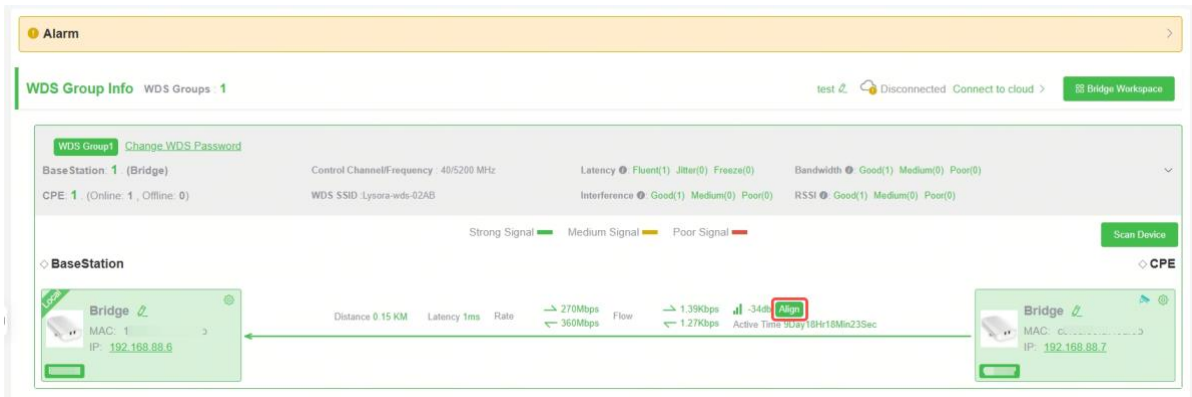 Alarm
WDS Group Info WDS Groups : 1
test Disconnected Connect to cloud >
Bridge Workspace
WDS Group1 Change WDS Password
BaseStation: 1 (Bridge)
Control Channel/Frequency : 40/5200 MHz
Latency : Fluent(1) Jitter(0) Freeze(0)
Bandwidth : Good(1) Medium(0) Poor(0)
CPE: 1 (Online: 1 , Offline: 0)
WDS SSID :Lysora-wds-02AB
Interference : Good(1) Medium(0) Poor(0)
RSSI : Good(1) Medium(0) Poor(0)
Strong Signal Medium Signal Poor Signal
Scan Device
BaseStation
CPE
Local
Bridge
MAC: 1
IP: 192.168.88.6
Distance 0.15 KM Latency 1ms Rate
270Mbps
360Mbps
Flow
1.39Kbps
1.27Kbps
-34db Align
Active Time 9Day18Hr18Min23Sec
Bridge
MAC:
IP: 192.168.88.7